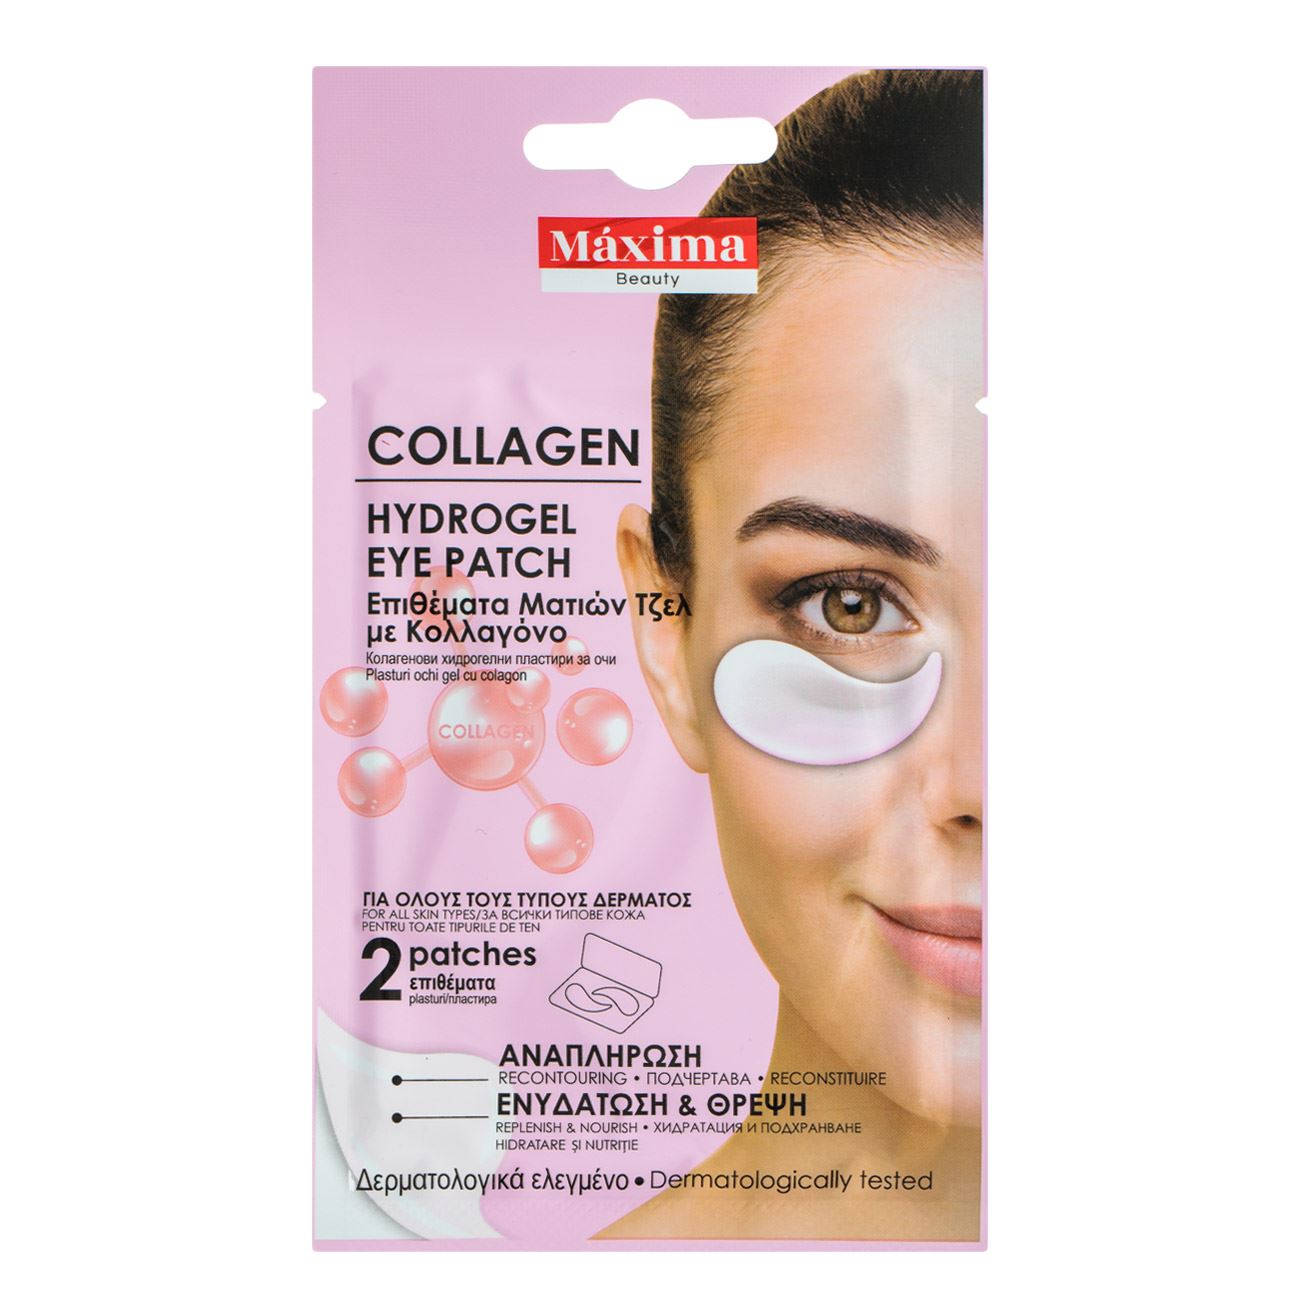 Máxima
Beauty
COLLAGEN
HYDROGEL
EYE PATCH
Επιθέματα Ματιών Τζελ
με Κολλαγόνο
Колагенови хидрогелни пластири за очи
Plasturi ochi gel cu colagon
COLLAGEN
ΓΙΑ ΟΛΟΥΣ ΤΟΥΣ ΤΥΠΟΥΣ ΔΕΡΜΑΤΟΣ
FOR ALL SKIN TYPES/ЗА ВСИЧКИ ТИПОВЕ КОЖА
PENTRU TOATE TIPURILE DE TEN
2 patches
επιθέματα
plasturi/пластира
ΑΝΑΠΛΗΡΩΣΗ
RECONTOURING • ПОДЧЕРТАВА • RECONSTITUIRE
ΕΝΥΔΑΤΩΣΗ & ΘΡΕΨΗ
REPLENISH & NOURISH • ХИДРАТАЦИЯ И ПОДХРАНВАНЕ
HIDRATARE ȘI NUTRIȚIE
Δερματολογικά ελεγμένο • Dermatologically tested